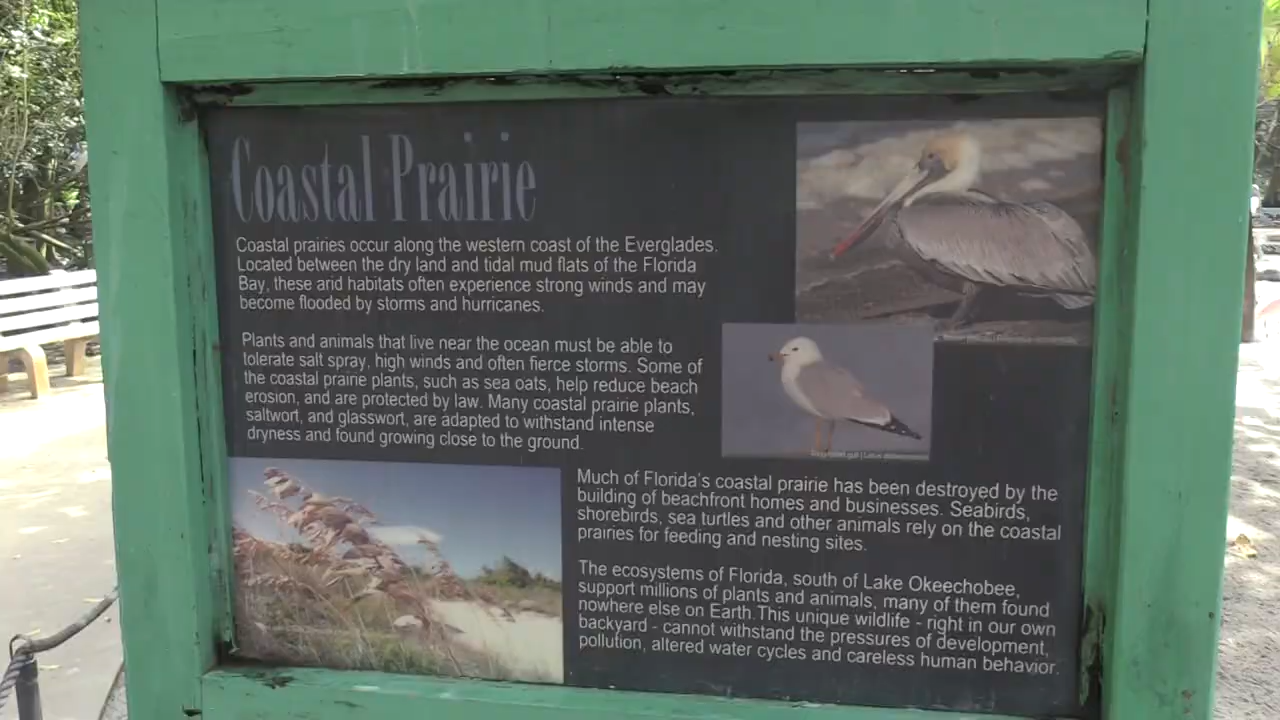 Coastal Prairie
Coastal prairies occur along the western coast of the Everglades.
Located between the dry land and tidal mud flats of the Florida
Bay, these arid habitats often experience strong winds and may
become flooded by storms and hurricanes.
Plants and animals that live near the ocean must be able to
tolerate salt spray, high winds and often fierce storms. Some of
the coastal prairie plants, such as sea oats, help reduce beach
erosion, and are protected by law. Many coastal prairie plants,
saltwort, and glasswort, are adapted to withstand intense
dryness and found growing close to the ground.
Much of Florida's coastal prairie has been destroyed by the
building of beachfront homes and businesses. Seabirds,
shorebirds, sea turtles and other animals rely on the coastal
prairies for feeding and nesting sites.
The ecosystems of Florida, south of Lake Okeechobee,
support millions of plants and animals, many of them found
nowhere else on Earth.This unique wildlife - right in our own
backyard - cannot withstand the pressures of development,
pollution, altered water cycles and careless human behavior.